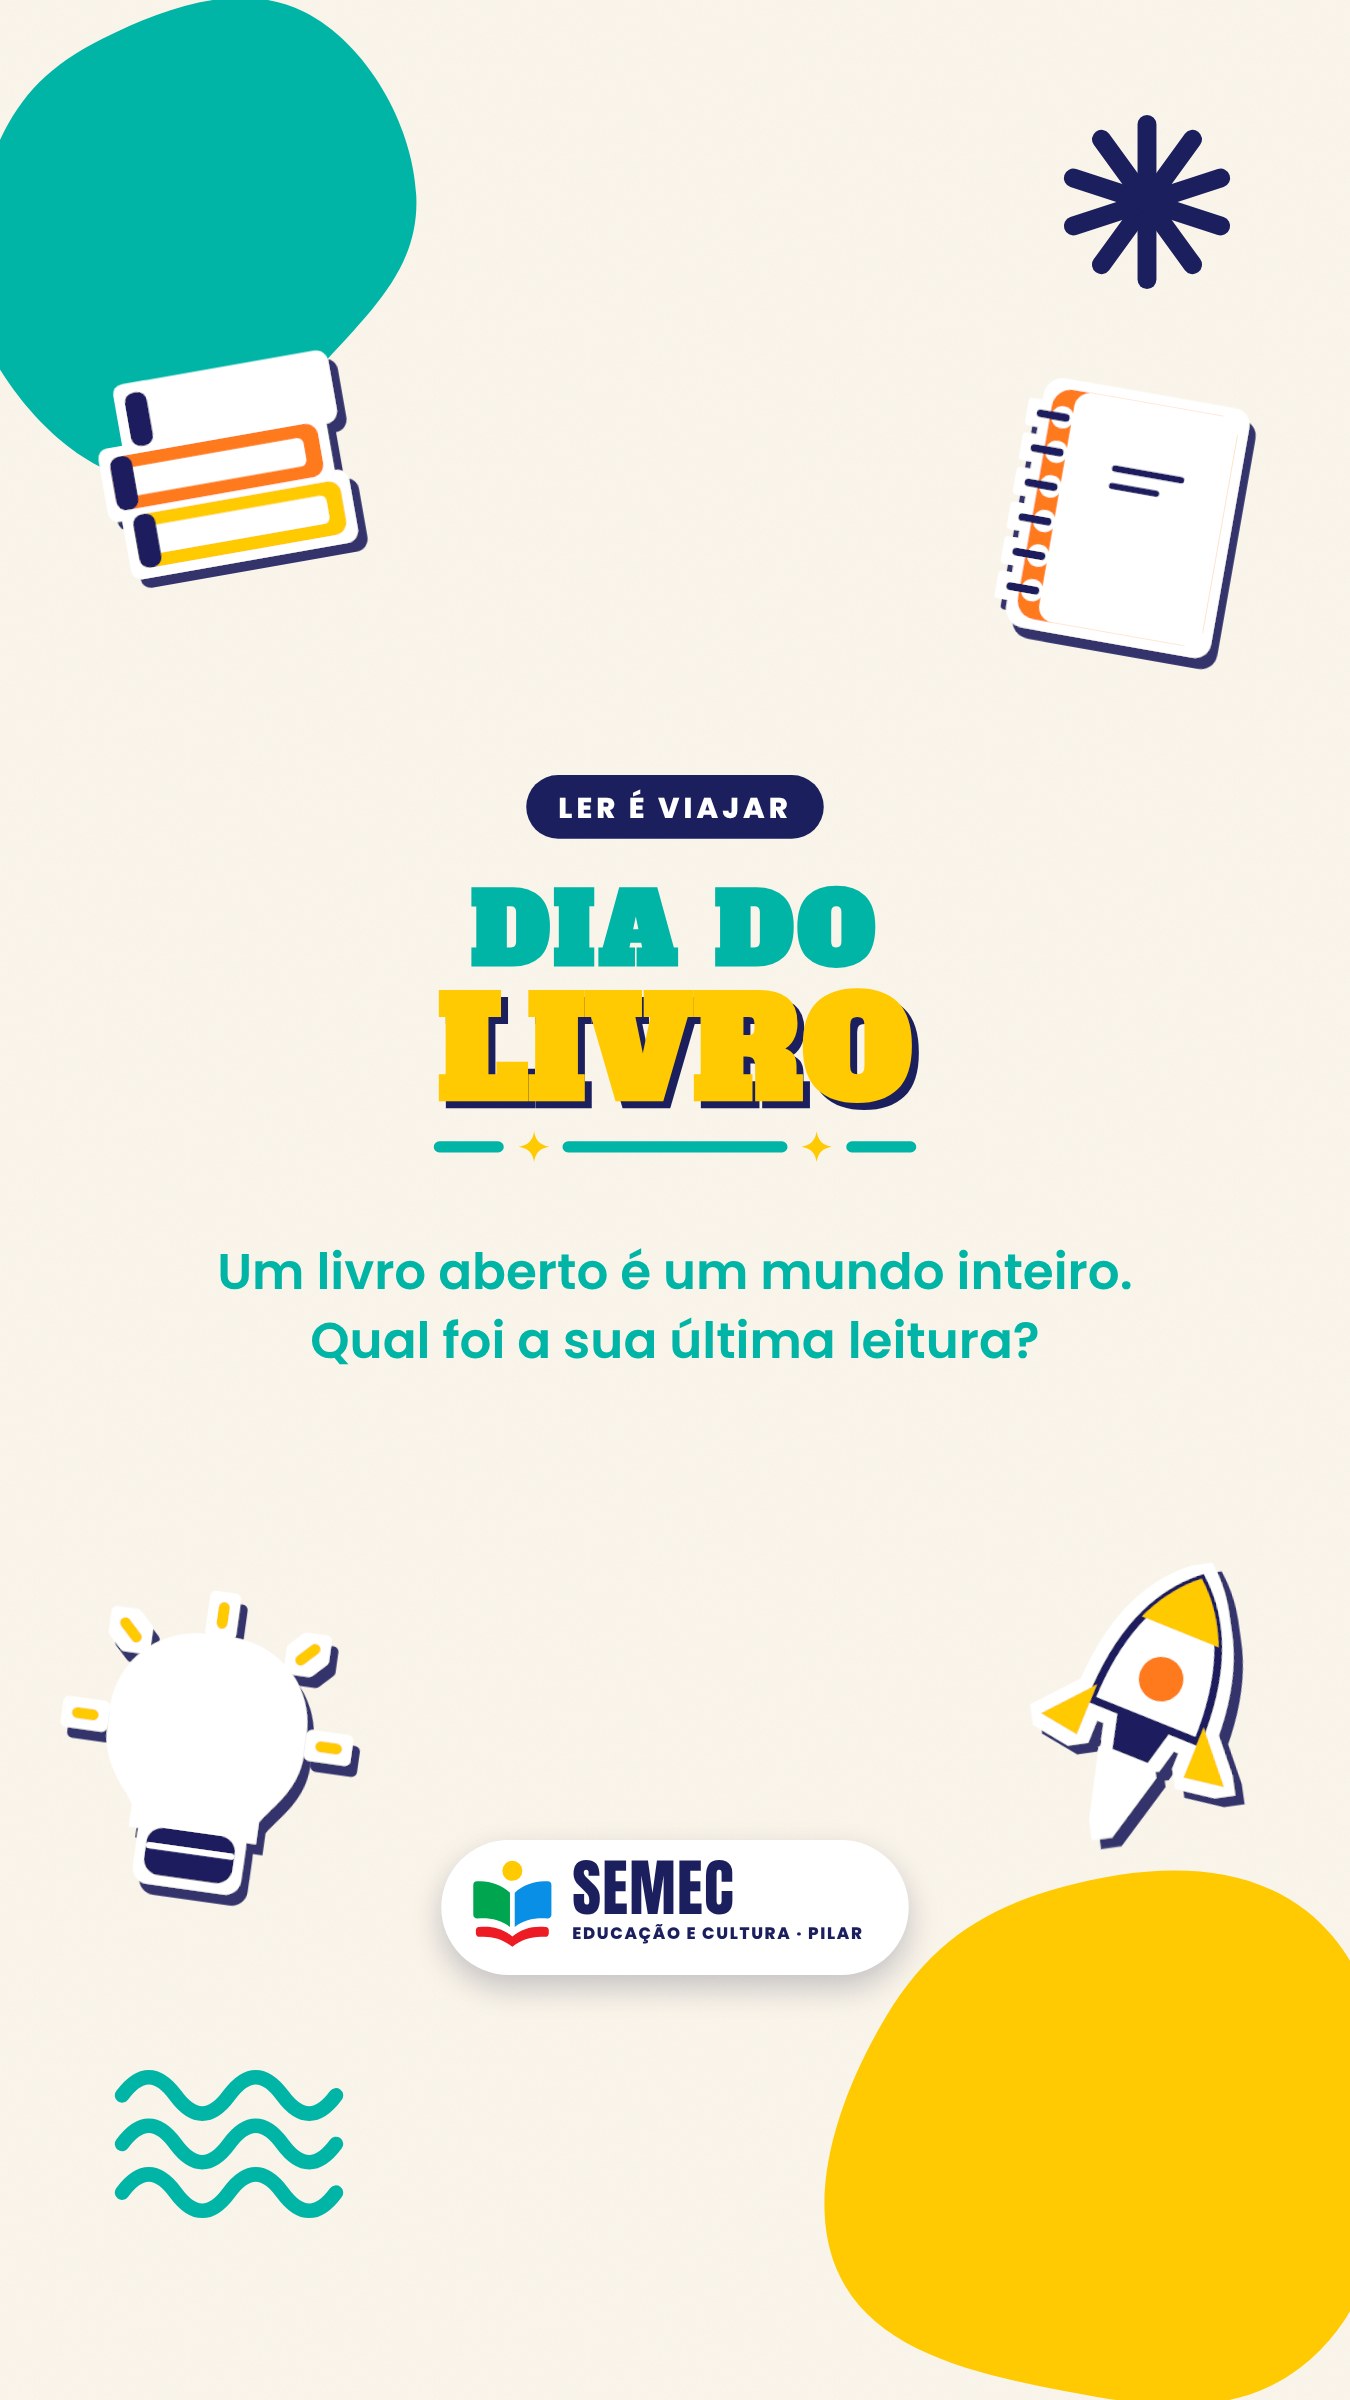 LER É VIAJAR
DIA DO
LIVRO
Um livro aberto é um mundo inteiro.
Qual foi a sua última leitura?
SEMEC
EDUCAÇÃO E CULTURA · PILAR